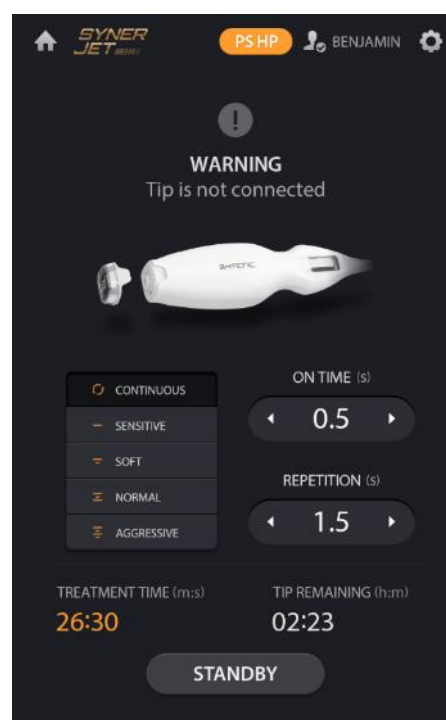 SYNER
JET
PS HP
BENJAMIN
WARNING
Tip is not connected
CONTINUOUS
SENSITIVE
SOFT
NORMAL
AGGRESSIVE
ON TIME (s)
0.5
REPETITION (s)
1.5
TREATMENT TIME (m:s)
26:30
TIP REMAINING (h:m)
02:23
STANDBY